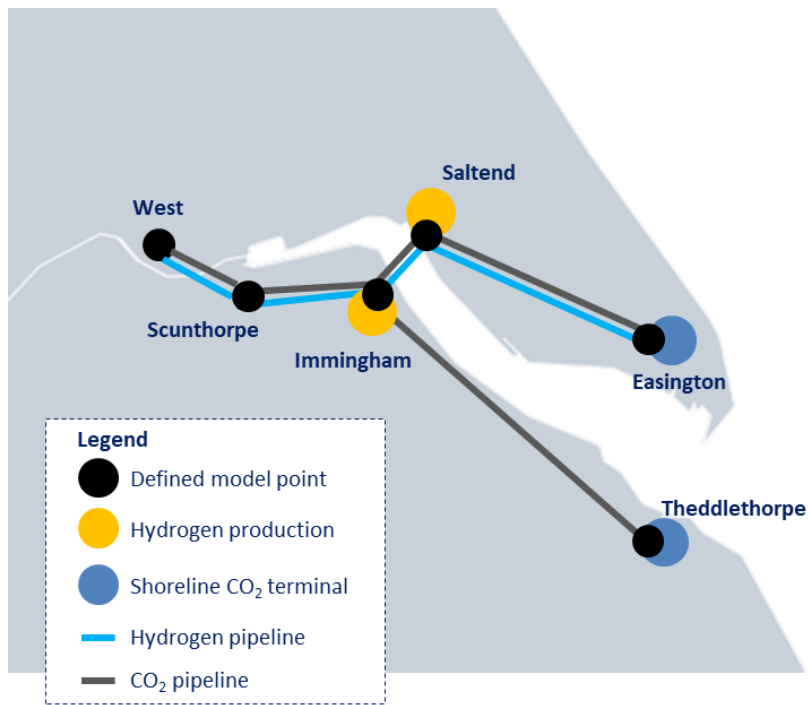 Saltend
West
Scunthorpe
Immingham
Easington
Legend
Defined model point
Hydrogen production
Shoreline CO₂ terminal
Hydrogen pipeline
CO₂ pipeline
Theddlethorpe